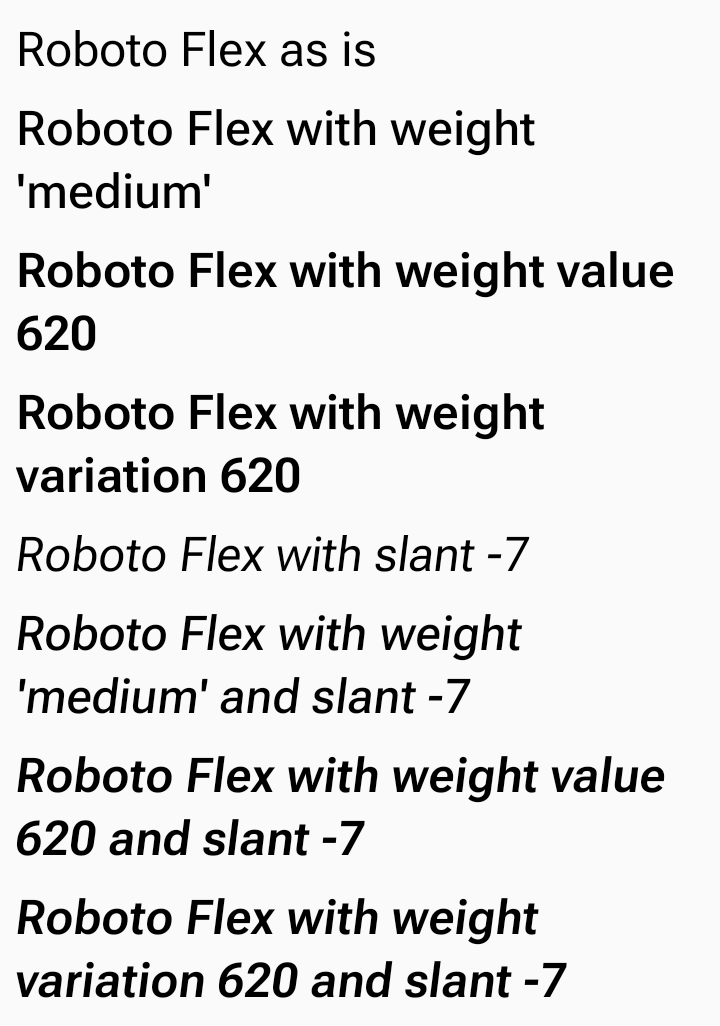 Roboto Flex as is
Roboto Flex with weight
'medium'
Roboto Flex with weight value
620
Roboto Flex with weight
variation 620
Roboto Flex with slant -7
Roboto Flex with weight
'medium' and slant -7
Roboto Flex with weight value
620 and slant -7
Roboto Flex with weight
variation 620 and slant -7